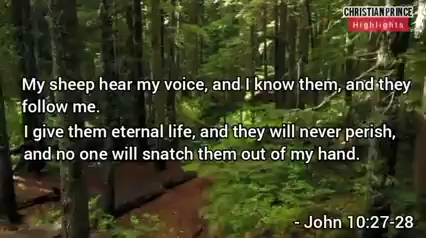 CHRISTIAN PRINCE
Highlights
My sheep hear my voice, and I know them, and they
follow me.
I give them eternal life, and they will never perish,
and no one will snatch them out of my hand.
- John 10:27-28